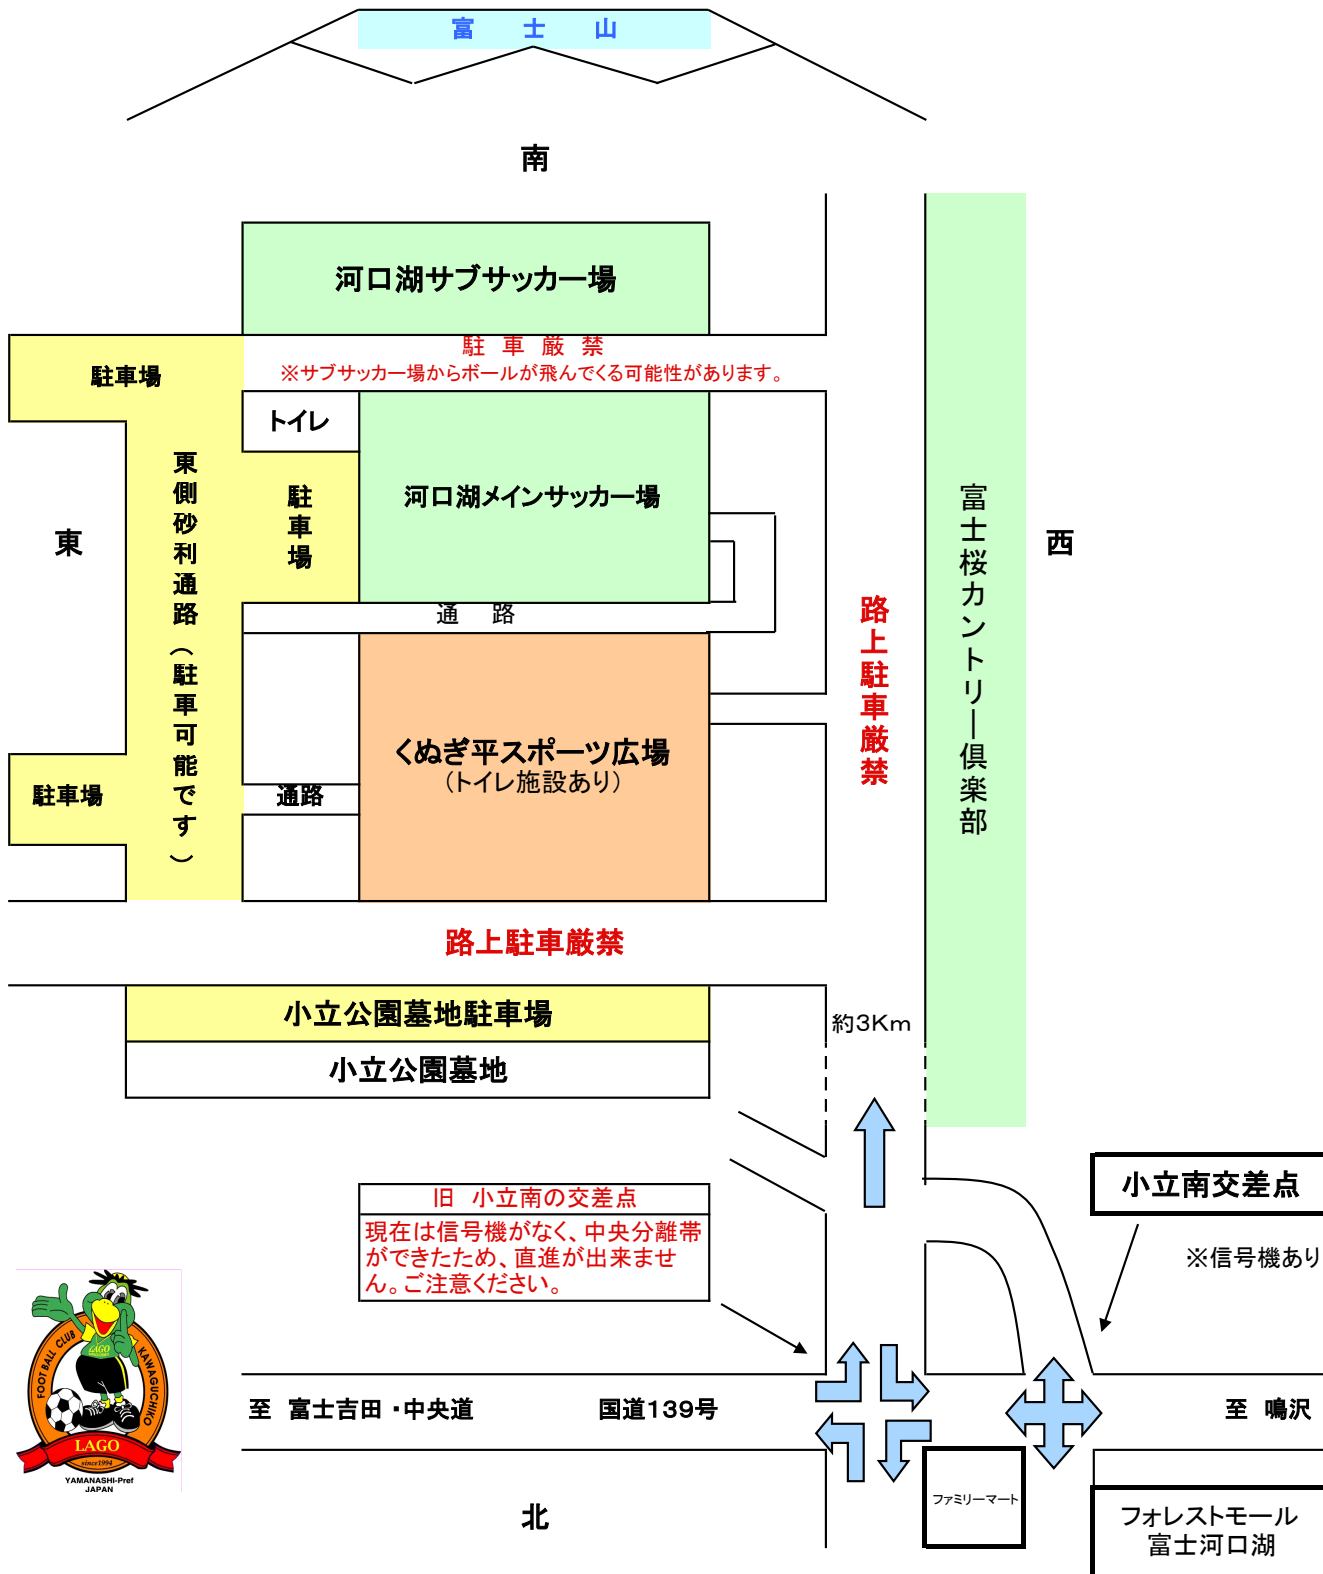 富　士　山
南
河口湖サブサッカー場
駐　車　厳　禁
※サブサッカー場からボールが飛んでくる可能性があります。
駐車場
トイレ
東側砂利通路（駐車可能です）
駐車場
河口湖メインサッカー場
東
西
富士桜カントリー倶楽部
路上駐車厳禁
通　路
くぬぎ平スポーツ広場
（トイレ施設あり）
駐車場
通路
路上駐車厳禁
小立公園墓地駐車場
小立公園墓地
約3Km
小立南交差点
※信号機あり
旧　小立南の交差点
現在は信号機がなく、中央分離帯
ができたため、直進が出来ませ
ん。ご注意ください。
至　富士吉田・中央道
国道139号
至　鳴沢
ファミリーマート
フォレストモール
富士河口湖
北
FOOTBALL CLUB
KAWAGUCHIKO
LAGO
LAGO
since1994
YAMANASHI-Pref
JAPAN